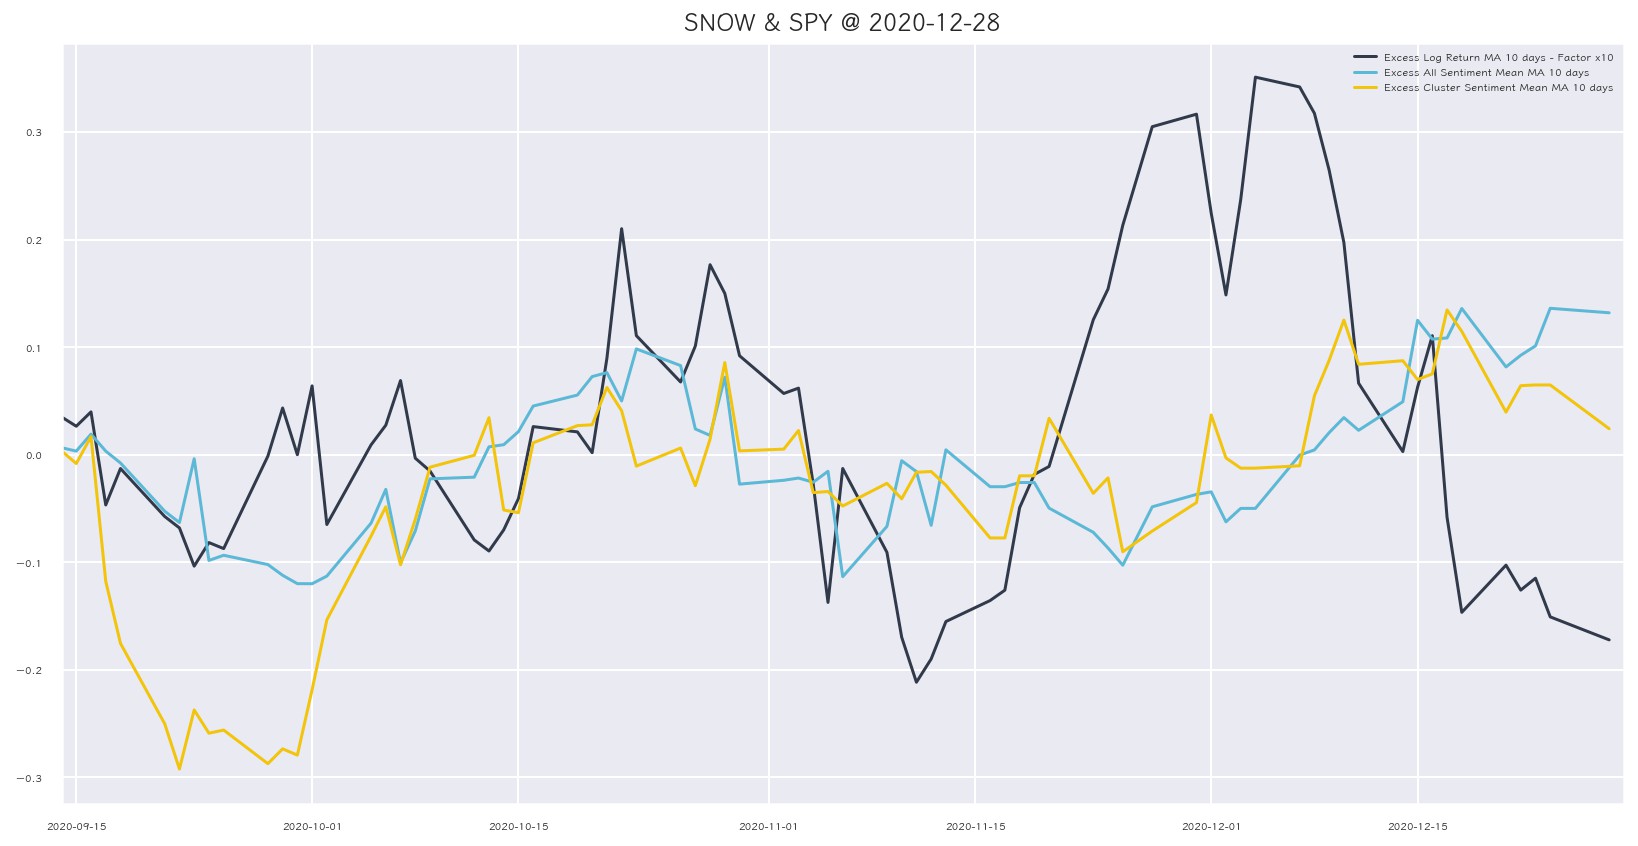 SNOW & SPY @ 2020-12-28
Excess Log Return MA 10 days - Factor x10
Excess All Sentiment Mean MA 10 days
Excess Cluster Sentiment Mean MA 10 days
0.3
0.2
0.1
0.0
−0.1
−0.2
−0.3
2020-09-15 2020-10-01 2020-10-15 2020-11-01 2020-11-15 2020-12-01 2020-12-15